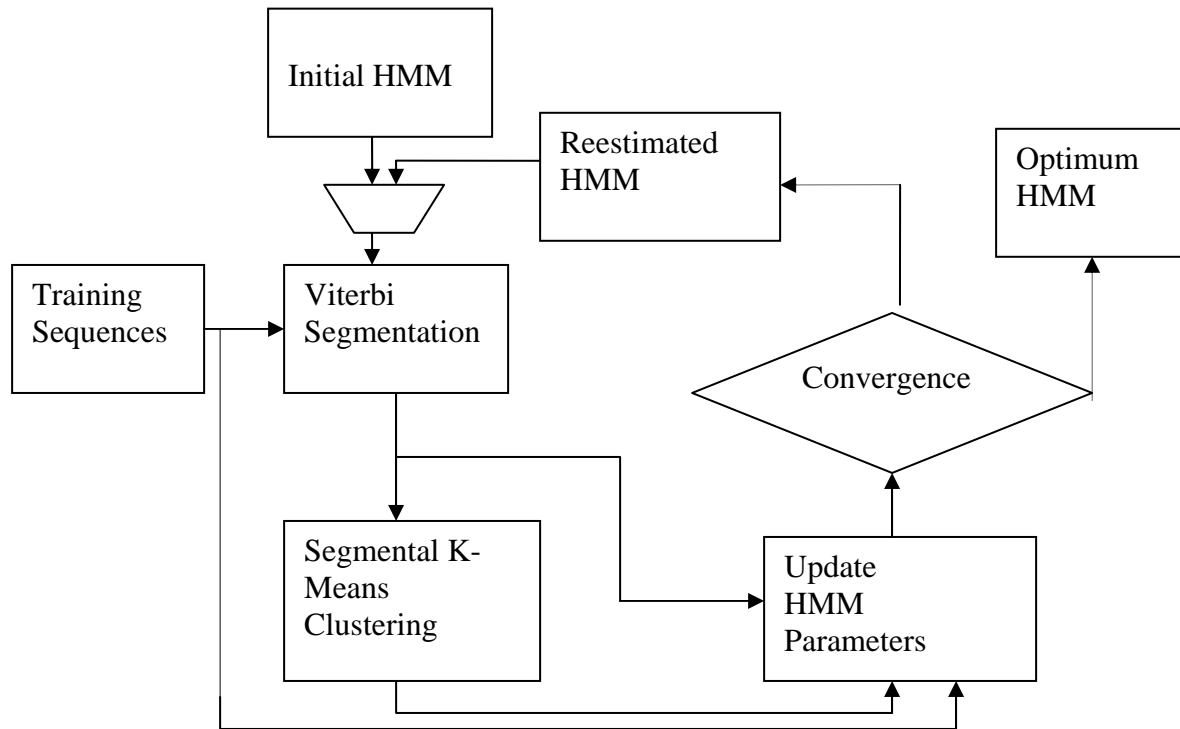 Initial HMM
Reestimated
HMM
Optimum
HMM
Training
Sequences
Viterbi
Segmentation
Convergence
Segmental K-
Means
Clustering
Update
HMM
Parameters